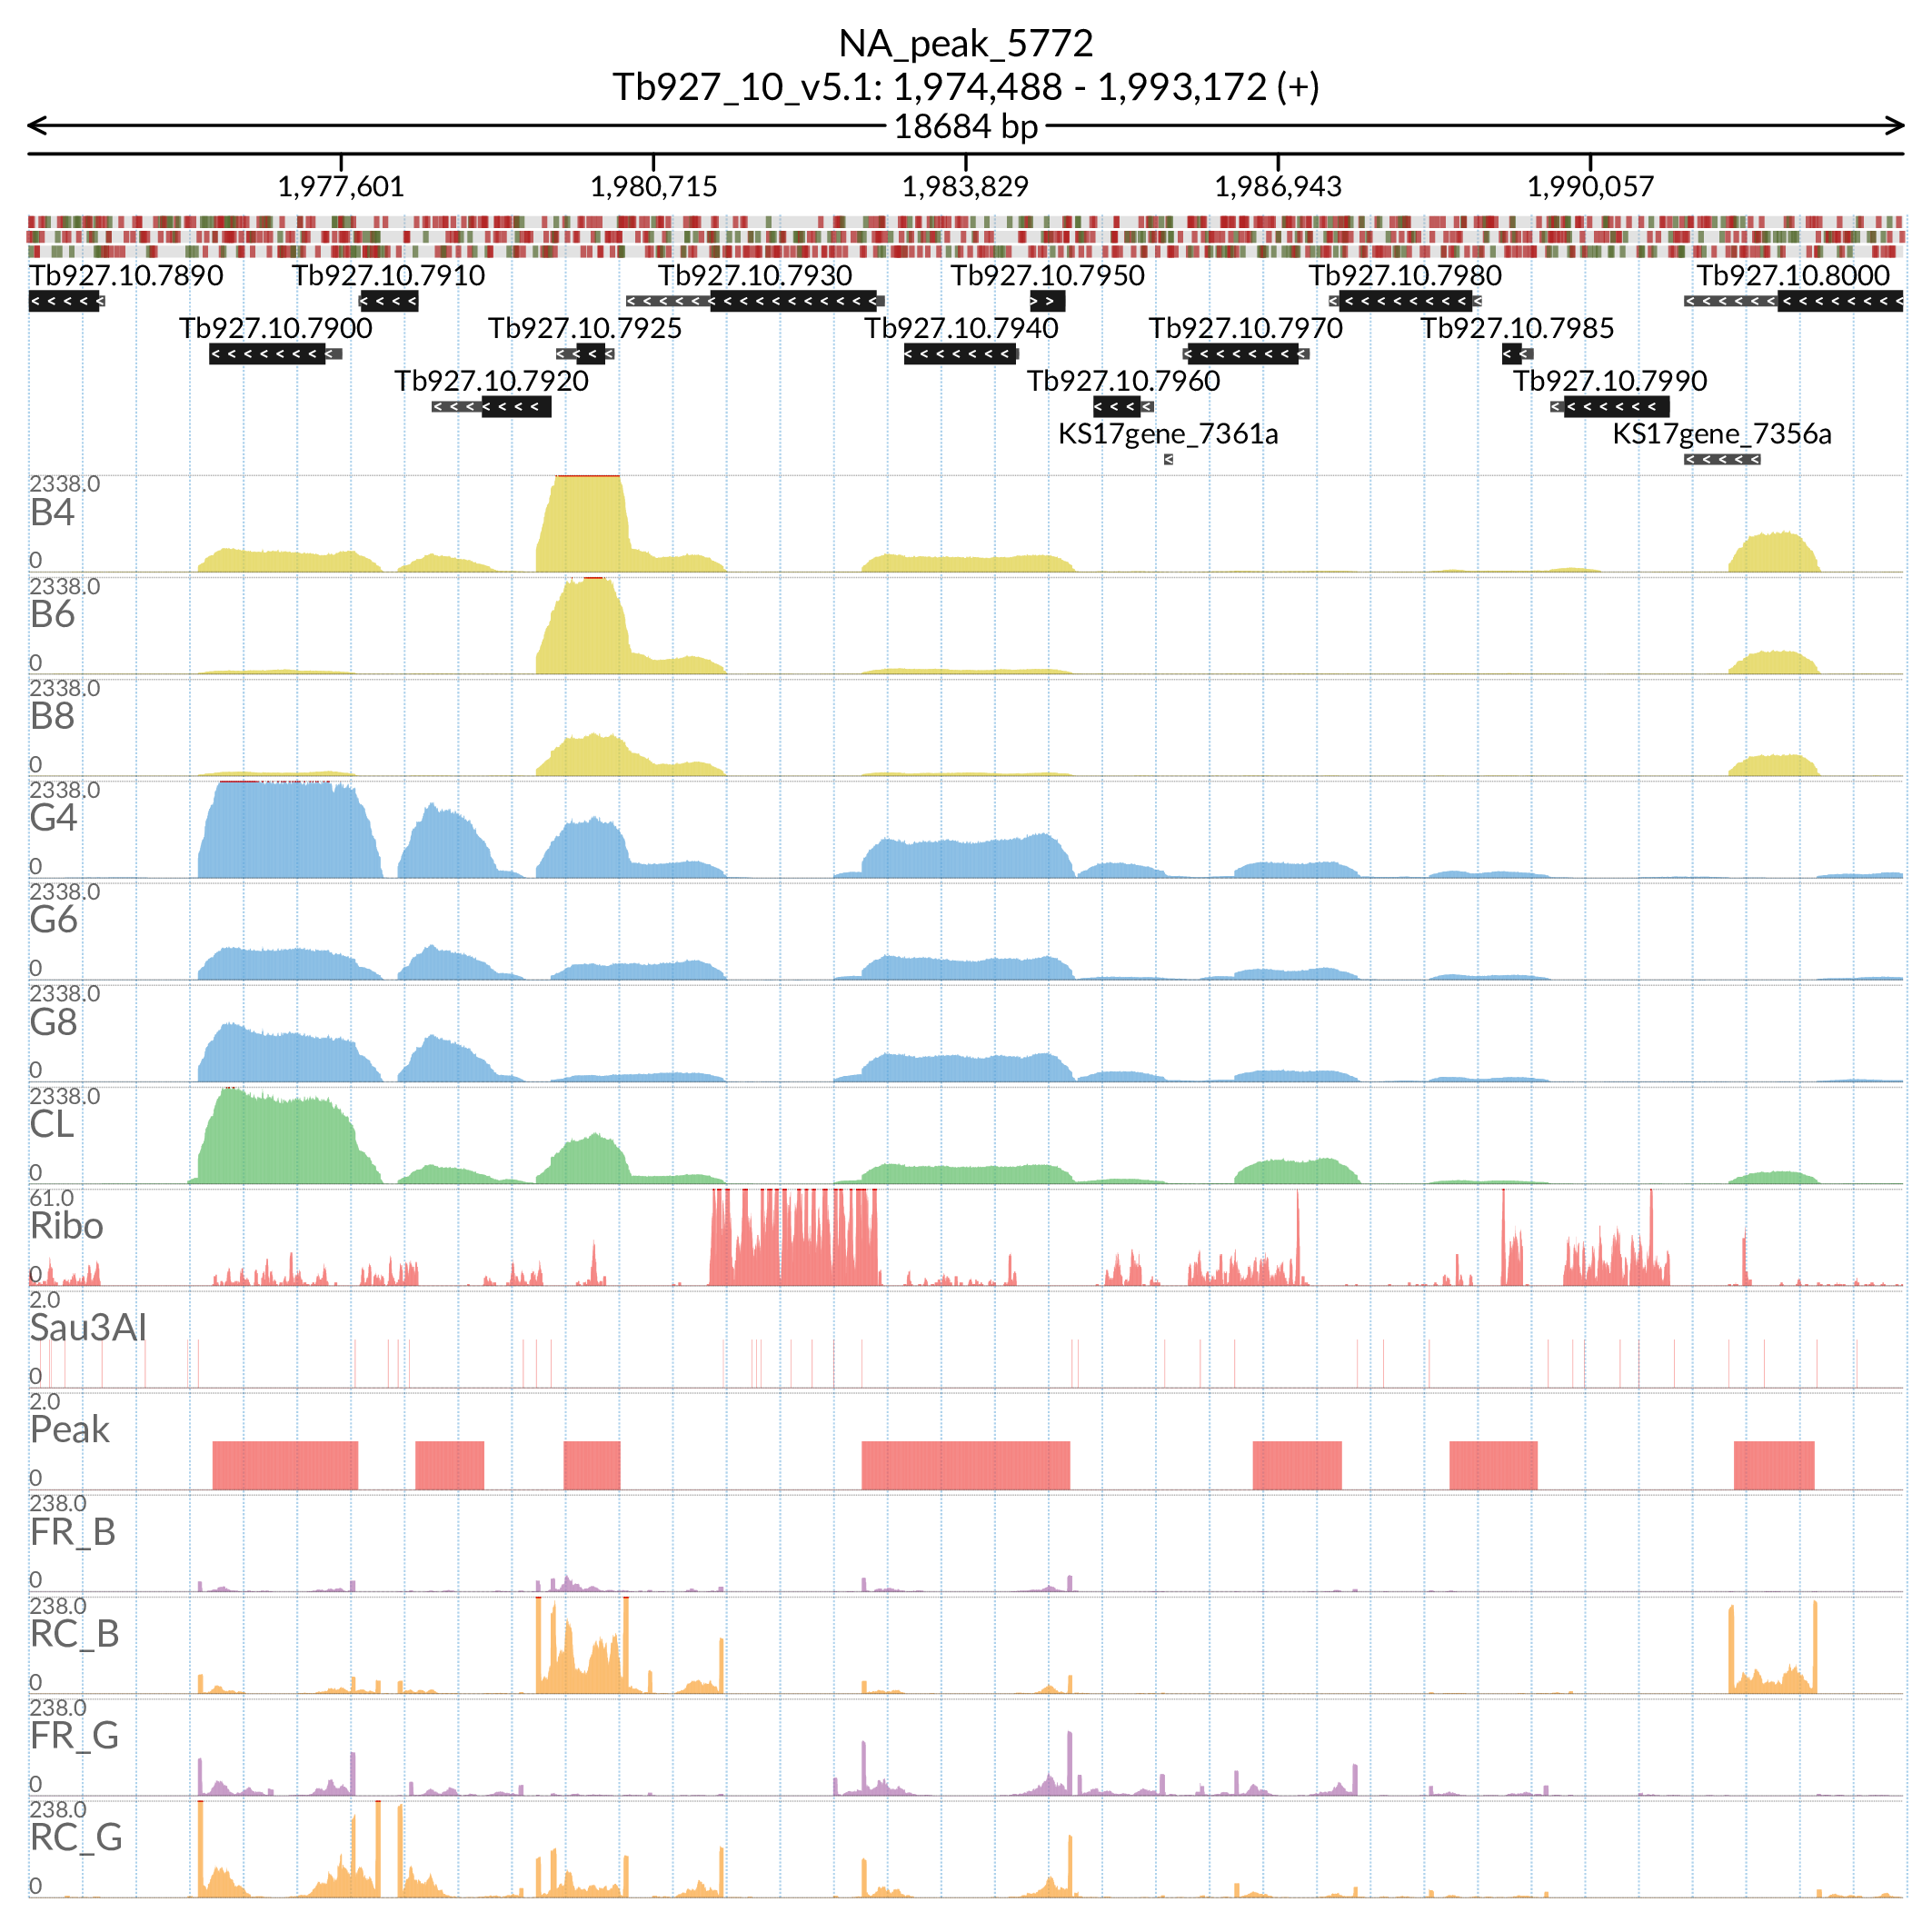 NA_peak_5772
Tb927_10_v5.1: 1,974,488 - 1,993,172 (+)
18684 bp
1,977,601 1,980,715 1,983,829 1,986,943 1,990,057
Tb927.10.7890 Tb927.10.7910 Tb927.10.7930 Tb927.10.7950 Tb927.10.7980 Tb927.10.8000
Tb927.10.7900 Tb927.10.7925 Tb927.10.7940 Tb927.10.7970 Tb927.10.7985
Tb927.10.7920 Tb927.10.7960 Tb927.10.7990
KS17gene_7361a KS17gene_7356a
2338.0
B4
0
2338.0
B6
0
2338.0
B8
0
2338.0
G4
0
2338.0
G6
0
2338.0
G8
0
2338.0
CL
0
61.0
Ribo
0
2.0
Sau3AI
0
2.0
Peak
0
238.0
FR_B
0
238.0
RC_B
0
238.0
FR_G
0
238.0
RC_G
0